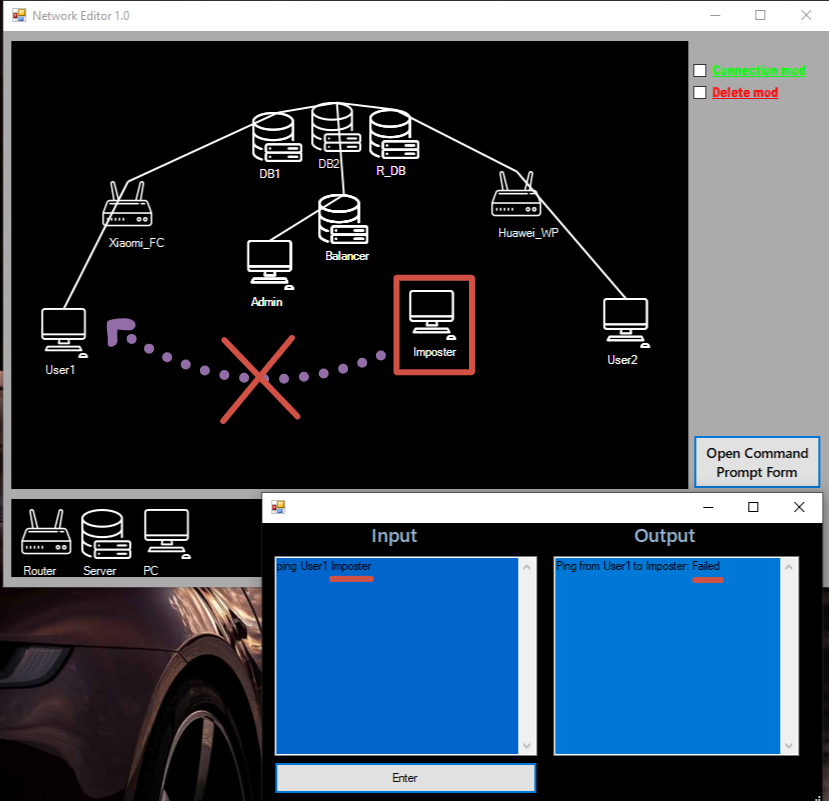 Network Editor 1.0
Connection mod
Delete mod
DB1
DB2
R_DB
Xiaomi_FC
Huawei_WP
Balancer
Admin
Imposter
User1
User2
Open Command
Prompt Form
Router
Server
PC
Input
Output
ping User1 Imposter
Ping from User1 to Imposter: Failed
Enter